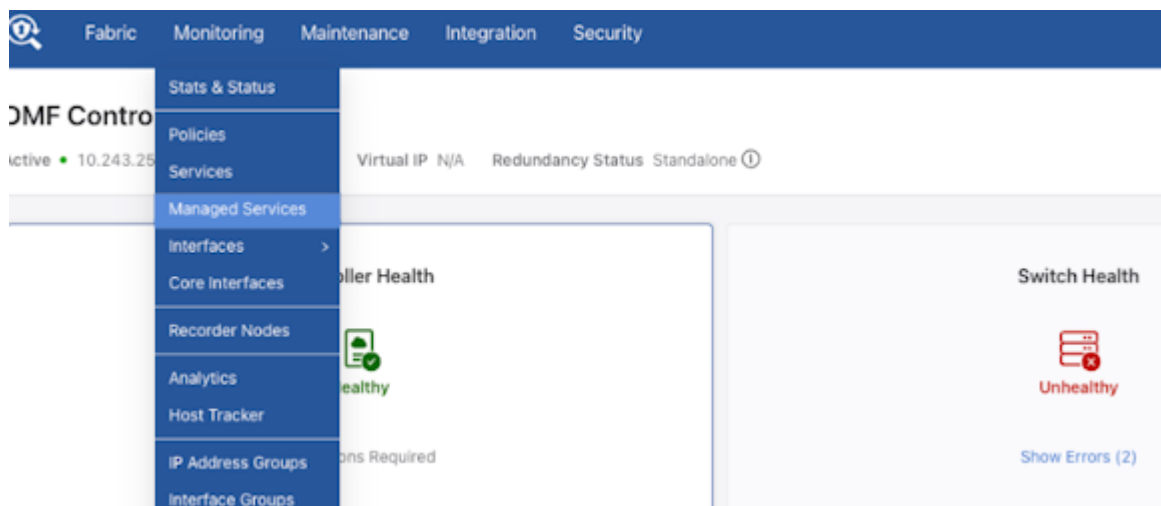 Fabric Monitoring Maintenance Integration Security
Stats & Status
DMF Contro
Policies
Active • 10.243.25 Virtual IP N/A Redundancy Status Standalone
Services
Managed Services
Interfaces >
Core Interfaces
oller Health
Switch Health
Recorder Nodes
Analytics
Host Tracker
ealthy
Unhealthy
IP Address Groups
ons Required
Show Errors (2)
Interface Groups